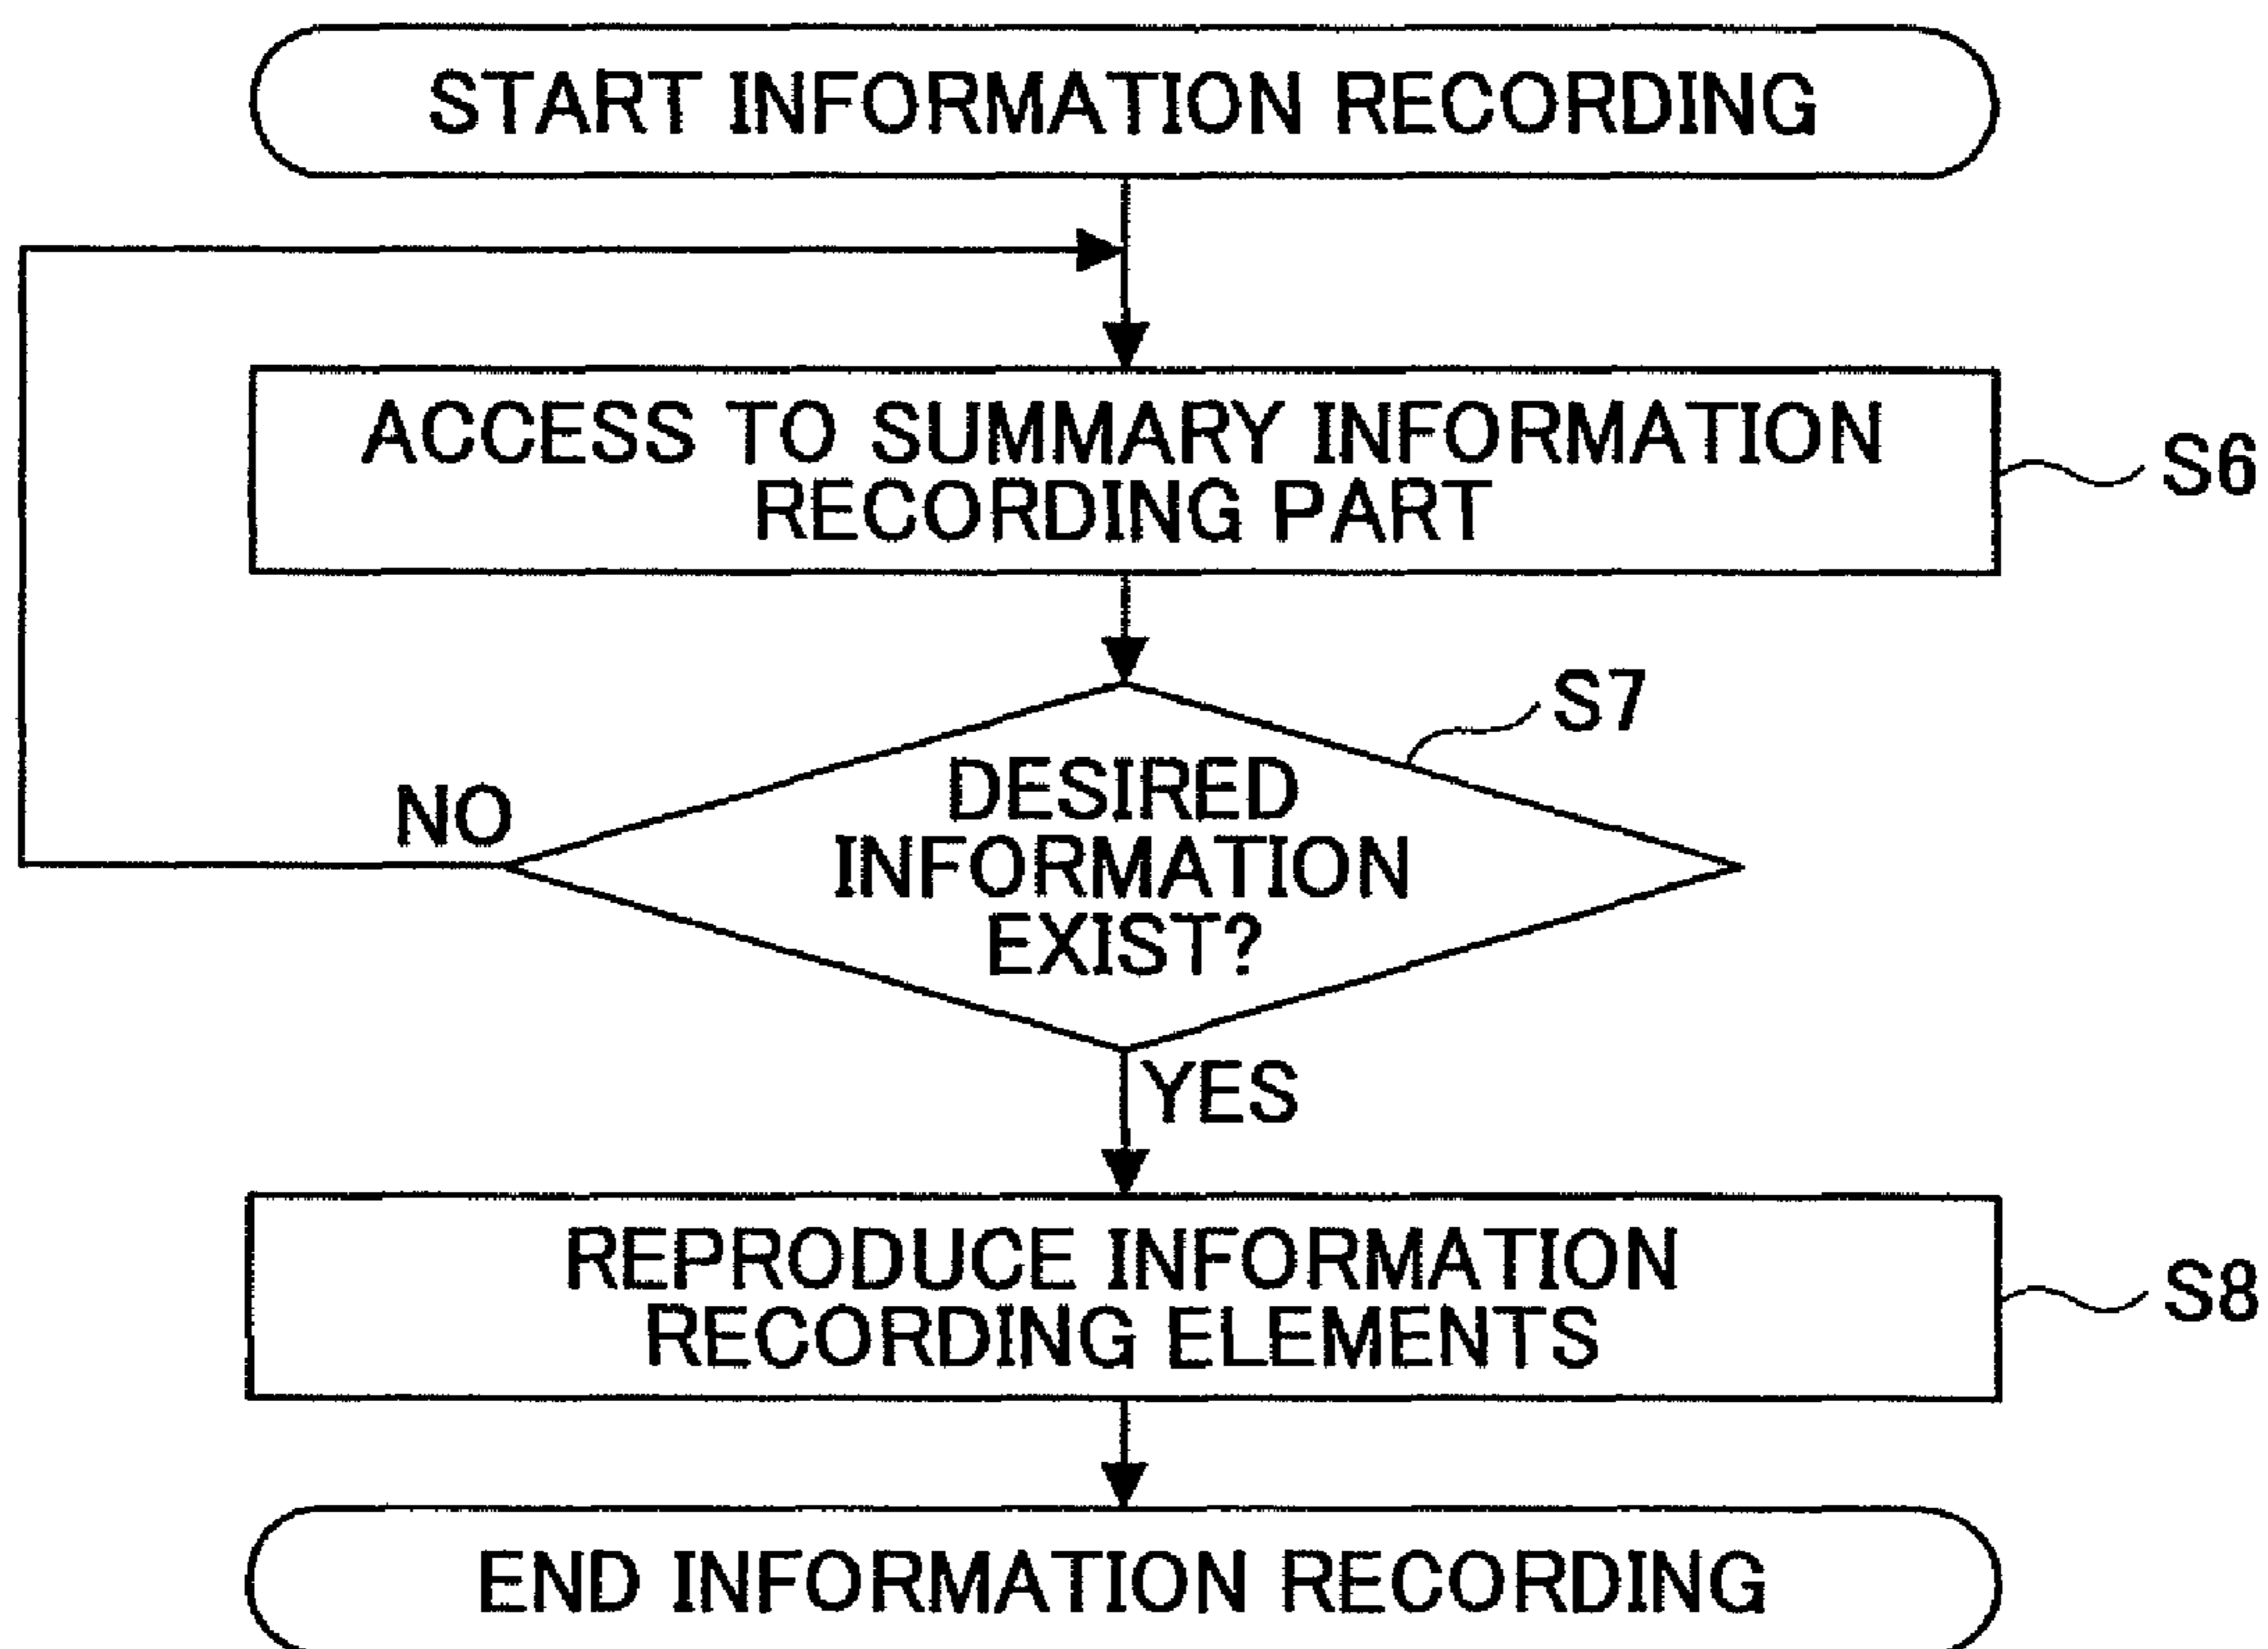 START INFORMATION RECORDING
ACCESS TO SUMMARY INFORMATION
RECORDING PART
S6
S7
DESIRED
INFORMATION
EXIST?
NO
YES
REPRODUCE INFORMATION
RECORDING ELEMENTS
S8
END INFORMATION RECORDING